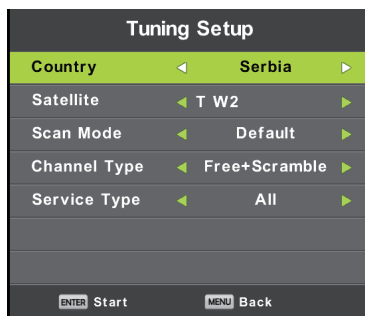 Tuning Setup
Country Serbia
Satellite T W2
Scan Mode Default
Channel Type Free+Scramble
Service Type All
ENTER Start MENU Back